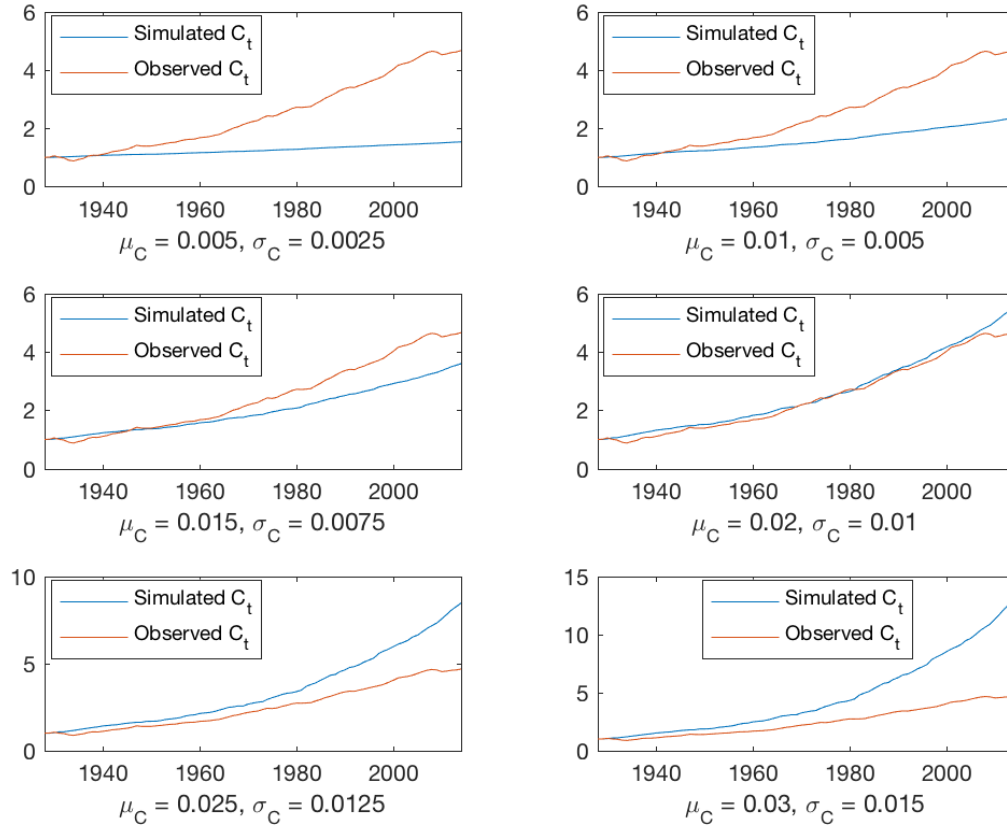 6
4
2
0
Simulated C_t
Observed C_t
1940 1960 1980 2000
μ_C = 0.005, σ_C = 0.0025
6
4
2
0
Simulated C_t
Observed C_t
1940 1960 1980 2000
μ_C = 0.01, σ_C = 0.005
6
4
2
0
Simulated C_t
Observed C_t
1940 1960 1980 2000
μ_C = 0.015, σ_C = 0.0075
6
4
2
0
Simulated C_t
Observed C_t
1940 1960 1980 2000
μ_C = 0.02, σ_C = 0.01
10
5
0
Simulated C_t
Observed C_t
1940 1960 1980 2000
μ_C = 0.025, σ_C = 0.0125
15
10
5
0
Simulated C_t
Observed C_t
1940 1960 1980 2000
μ_C = 0.03, σ_C = 0.015